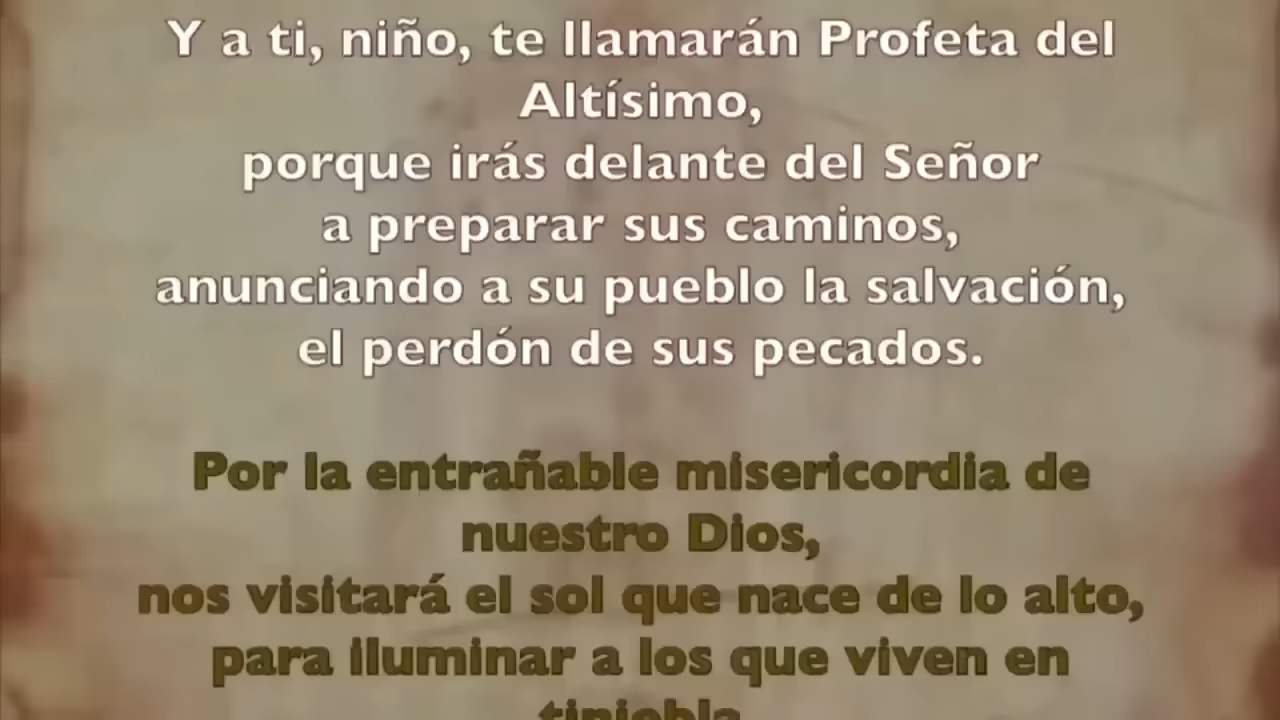 Y a ti, niño, te llamarán Profeta del
Altísimo,
porque irás delante del Señor
a preparar sus caminos,
anunciando a su pueblo la salvación,
el perdón de sus pecados.
Por la entrañable misericordia de
nuestro Dios,
nos visitará el sol que nace de lo alto,
para iluminar a los que viven en
tiniebla